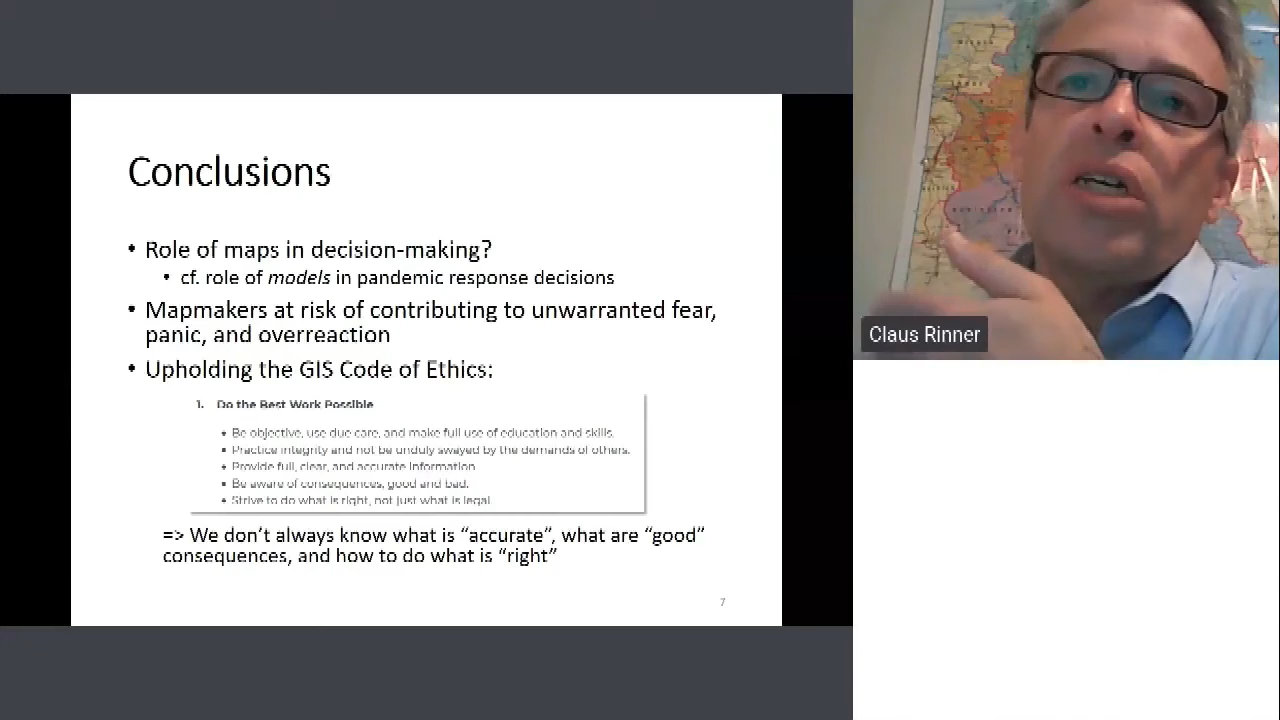 Conclusions
• Role of maps in decision-making?
• cf. role of models in pandemic response decisions
• Mapmakers at risk of contributing to unwarranted fear,
panic, and overreaction
• Upholding the GIS Code of Ethics:
1. Do the Best Work Possible
• Be objective, use due care, and make full use of education and skills.
• Practice integrity and not be unduly swayed by the demands of others.
• Provide full, clear, and accurate information.
• Be aware of consequences, good and bad.
• Strive to do what is right, not just what is legal.
=> We don’t always know what is “accurate”, what are “good”
consequences, and how to do what is “right”
7
Claus Rinner